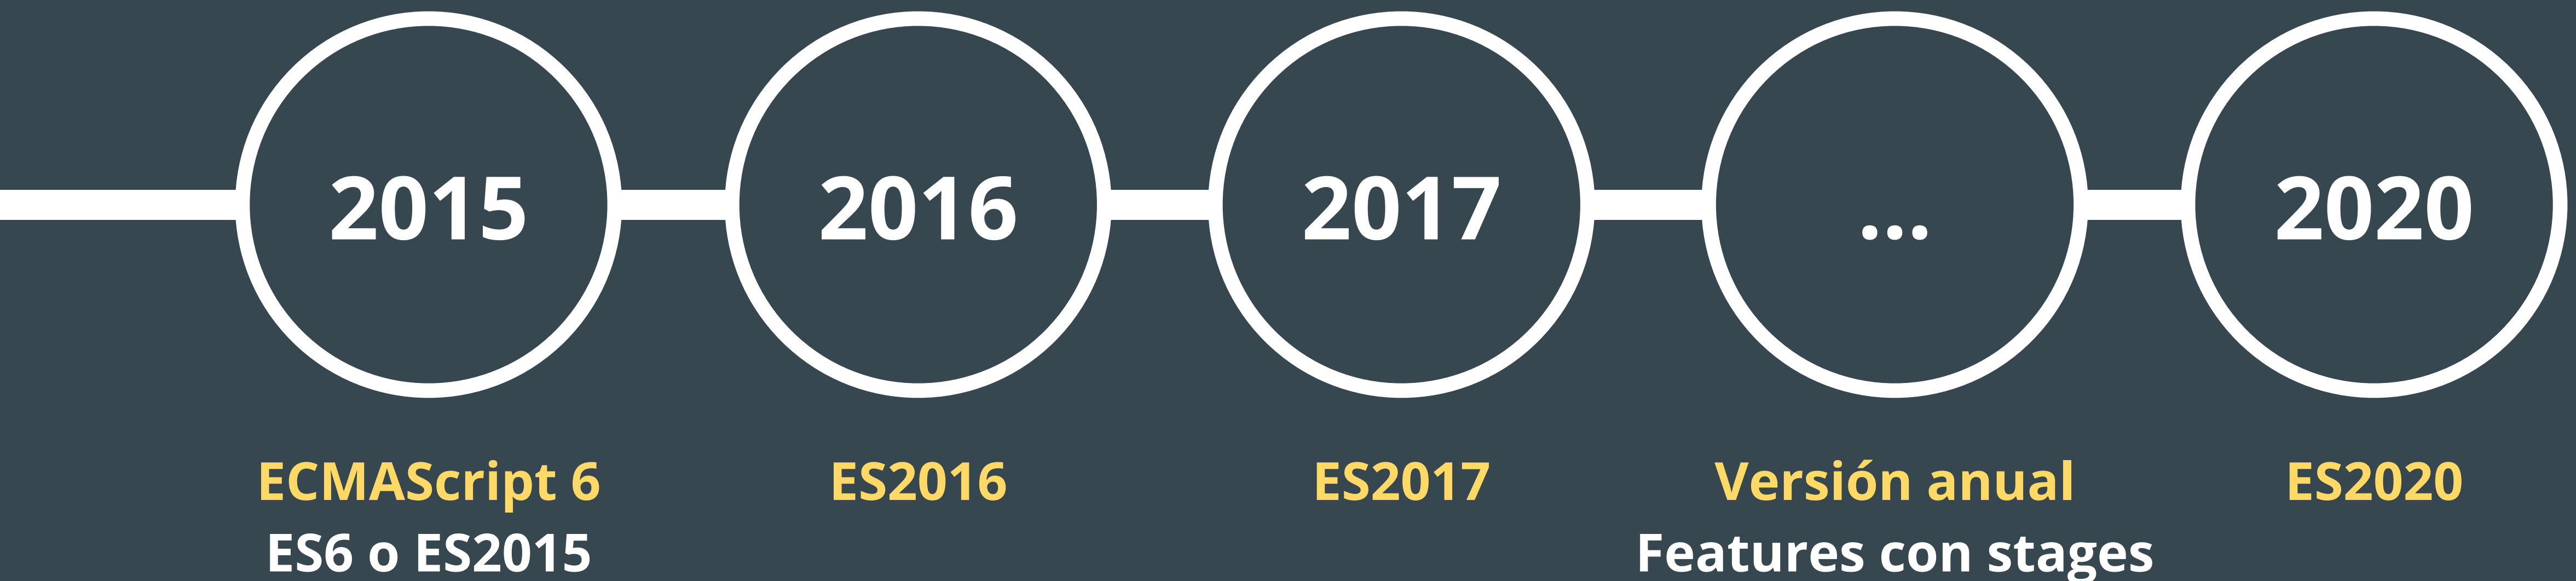 2015
2016
2017
...
2020
ECMAScript 6
ES2016
ES2017
Versión anual
ES2020
ES6 o ES2015
Features con stages